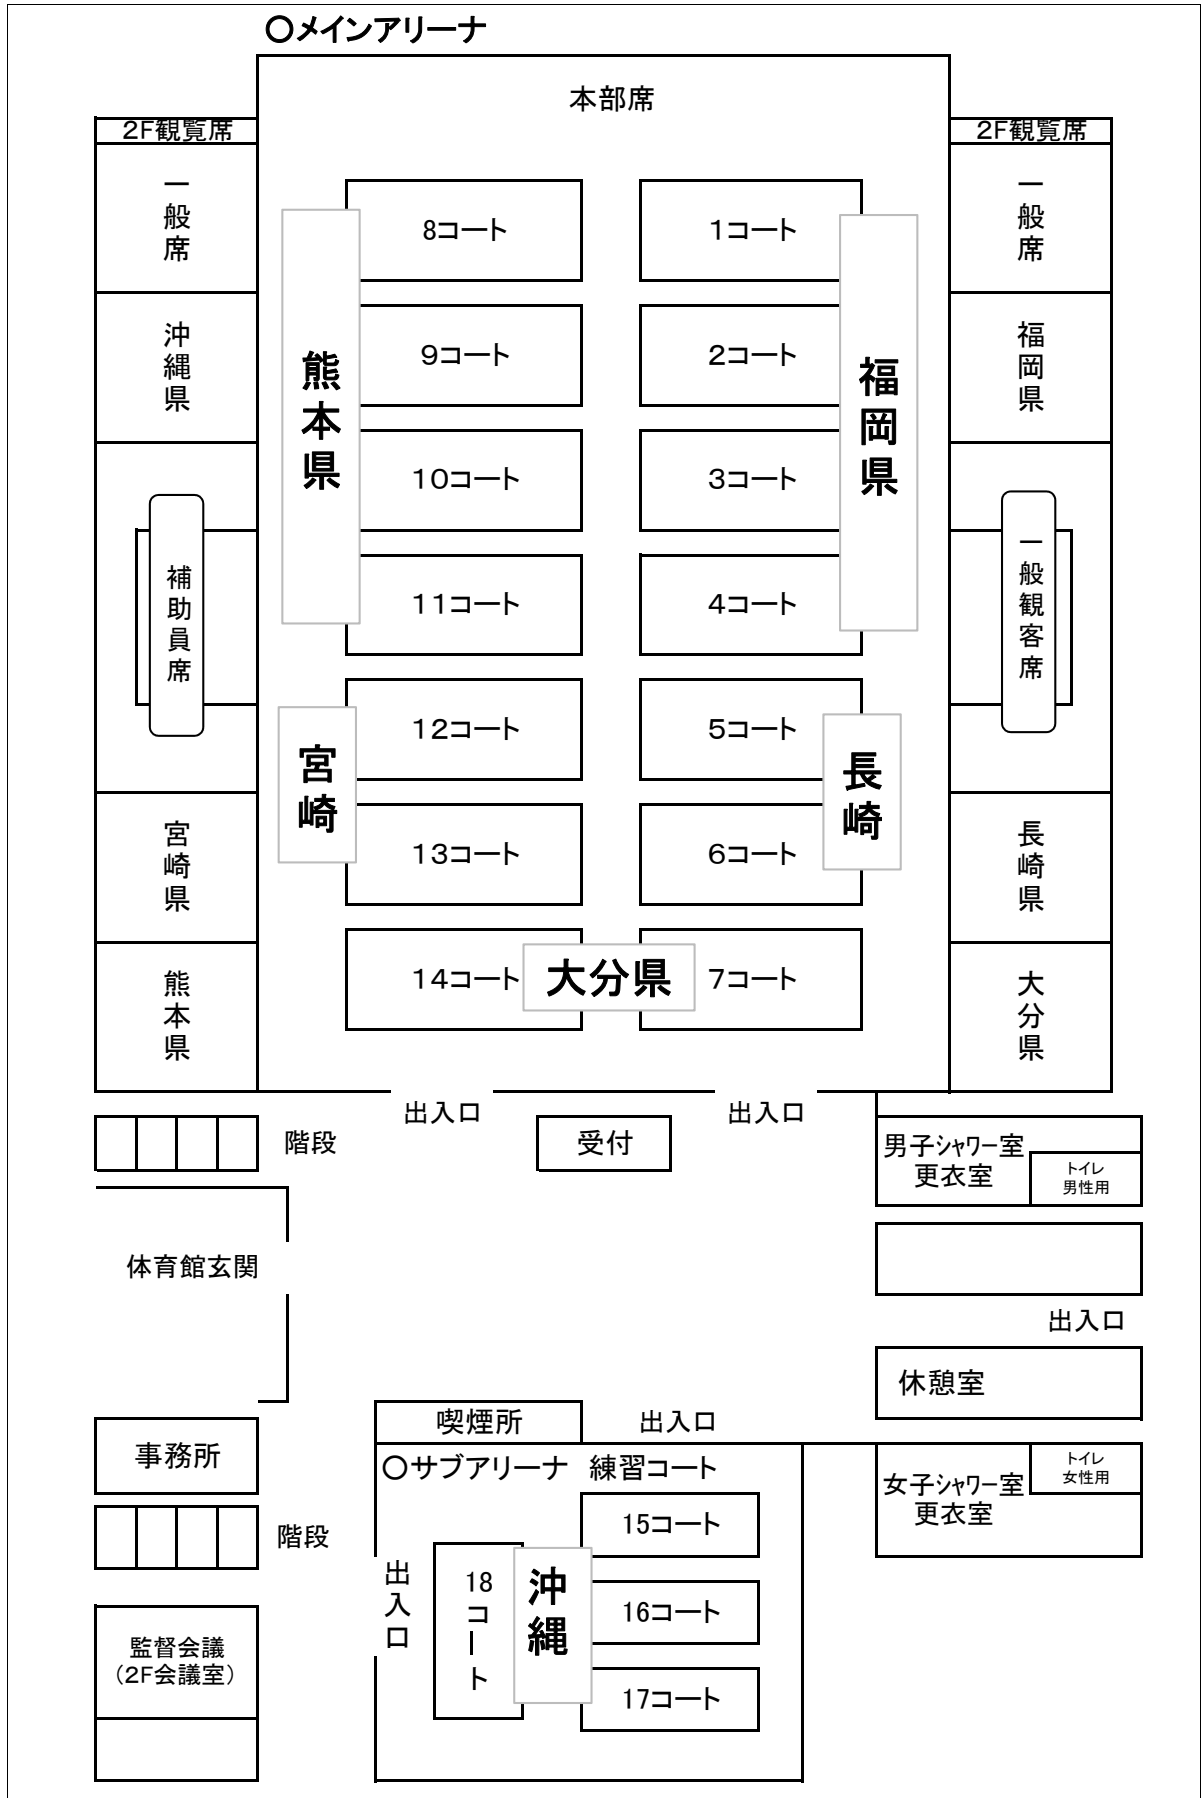 〇メインアリーナ
本部席
2F観覧席
2F観覧席
一般席
沖縄県
補助員席
宮崎県
熊本県
8コート
1コート
9コート
2コート
10コート
3コート
11コート
4コート
12コート
5コート
13コート
6コート
14コート
7コート
熊本県
福岡県
宮崎
長崎
大分県
一般席
福岡県
一般観客席
長崎県
大分県
出入口
出入口
階段
受付
男子シャワー室
更衣室
トイレ
男性用
体育館玄関
出入口
休憩室
喫煙所
出入口
事務所
〇サブアリーナ 練習コート
女子シャワー室
更衣室
トイレ
女性用
階段
出入口
18コート
沖縄
15コート
16コート
17コート
監督会議
(2F会議室)